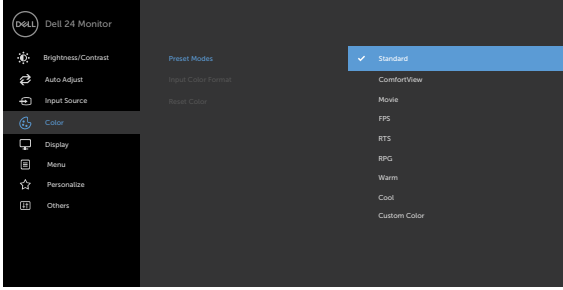 DELL
Dell 24 Monitor
Brightness/Contrast
Auto Adjust
Input Source
Color
Display
Menu
Personalize
Others
Preset Modes
Input Color Format
Reset Color
Standard
ComfortView
Movie
FPS
RTS
RPG
Warm
Cool
Custom Color